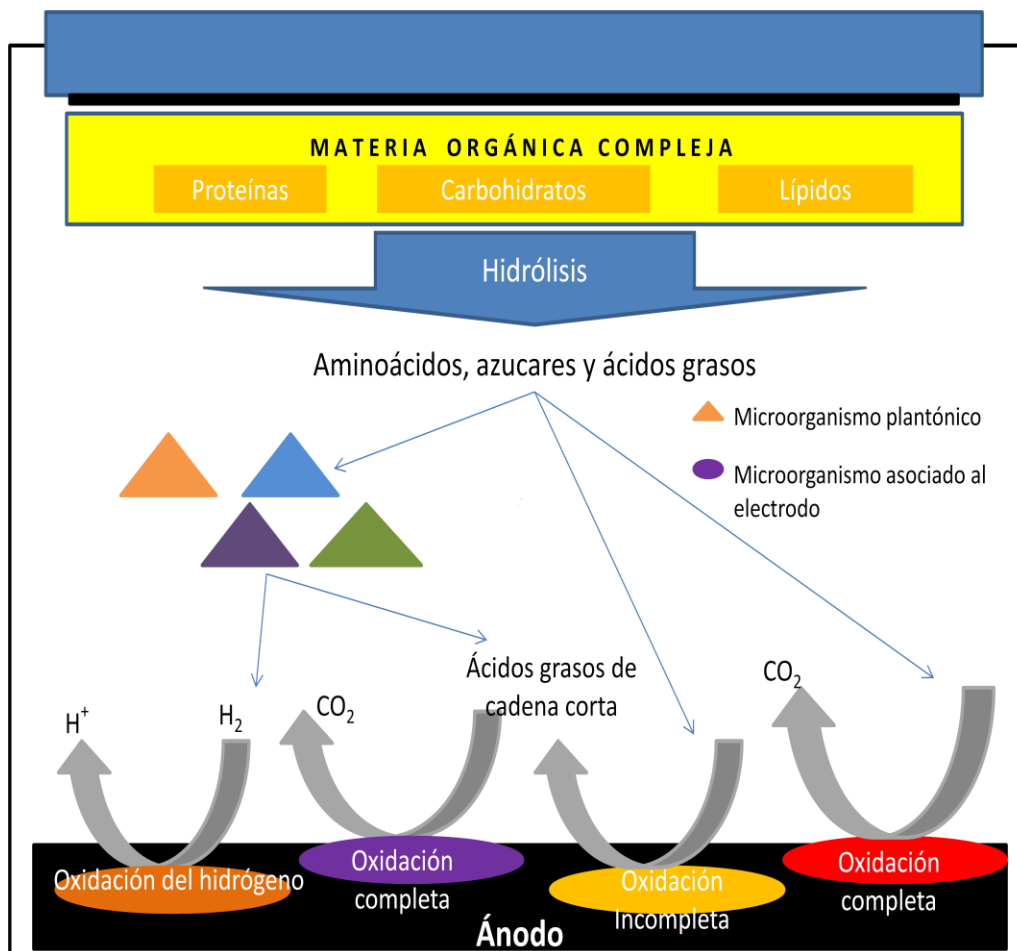 MATERIA ORGÁNICA COMPLEJA
Proteínas
Carbohidratos
Lípidos
Hidrólisis
Aminoácidos, azucares y ácidos grasos
Microorganismo plantónico
Microorganismo asociado al
electrodo
Ácidos grasos de
cadena corta
H⁺
H₂
CO₂
CO₂
Oxidación del hidrógeno
Oxidación
completa
Oxidación
Incompleta
Oxidación
completa
Ánodo